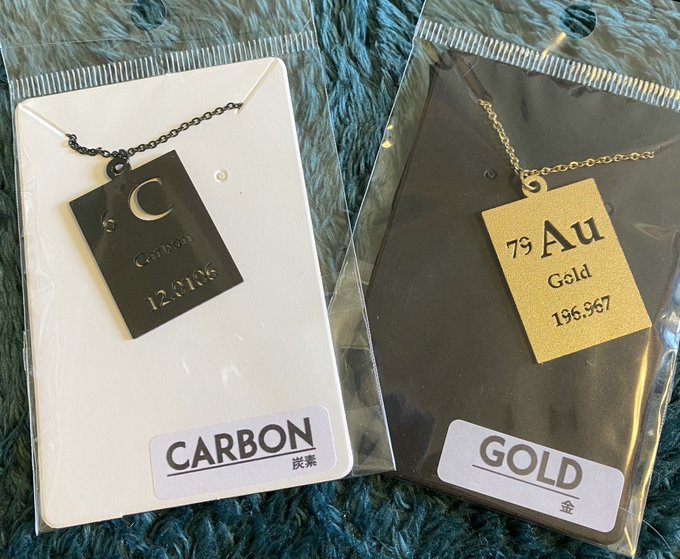 6 C
Carbon
12.0106
CARBON
炭素
79 Au
Gold
196.967
GOLD
金